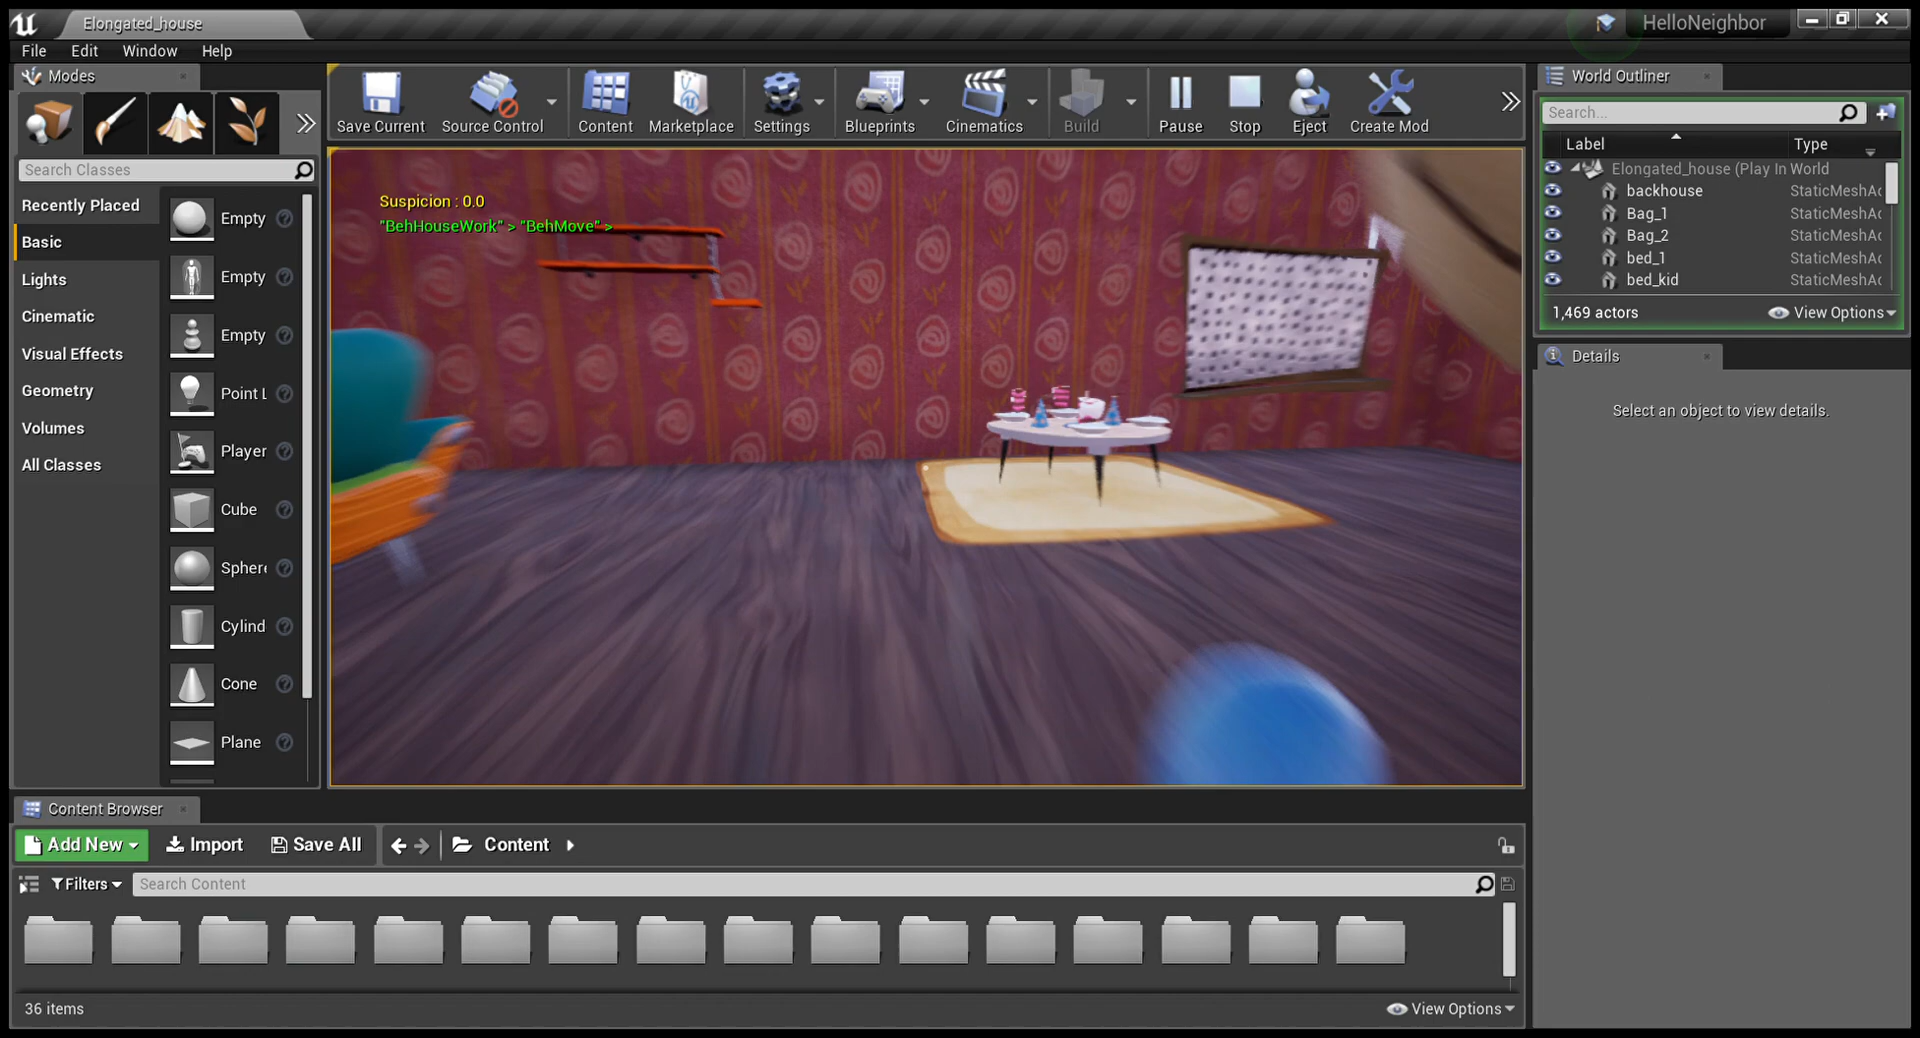 Elongated_house
HelloNeighbor
File Edit Window Help
Modes
Search Classes
Recently Placed
Basic
Lights
Cinematic
Visual Effects
Geometry
Volumes
All Classes
Empty
Empty
Empty
Point L
Player
Cube
Sphere
Cylind
Cone
Plane
Save Current
Source Control
Content
Marketplace
Settings
Blueprints
Cinematics
Build
Pause
Stop
Eject
Create Mod
Suspicion : 0.0
"BehHouseWork" > "BehMove" >
World Outliner
Search...
Label Type
Elongated_house (Play In World
backhouse StaticMeshAc
Bag_1 StaticMeshAc
Bag_2 StaticMeshAc
bed_1 StaticMeshAc
bed_kid StaticMeshAc
1,469 actors View Options
Details
Select an object to view details.
Content Browser
Add New Import Save All Content
Filters Search Content
36 items View Options